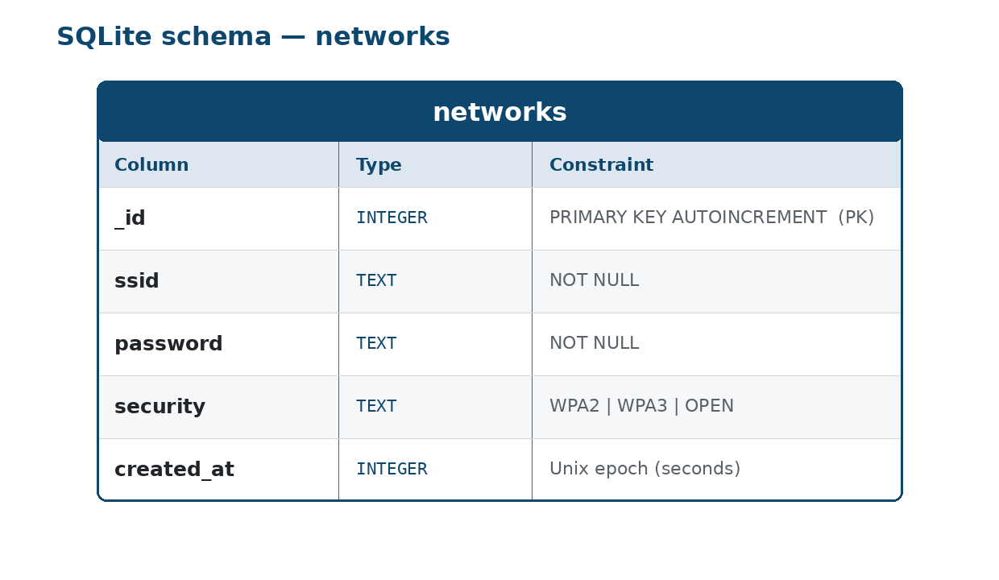 SQLite schema — networks
networks
Column Type Constraint
_id INTEGER PRIMARY KEY AUTOINCREMENT (PK)
ssid TEXT NOT NULL
password TEXT NOT NULL
security TEXT WPA2 | WPA3 | OPEN
created_at INTEGER Unix epoch (seconds)